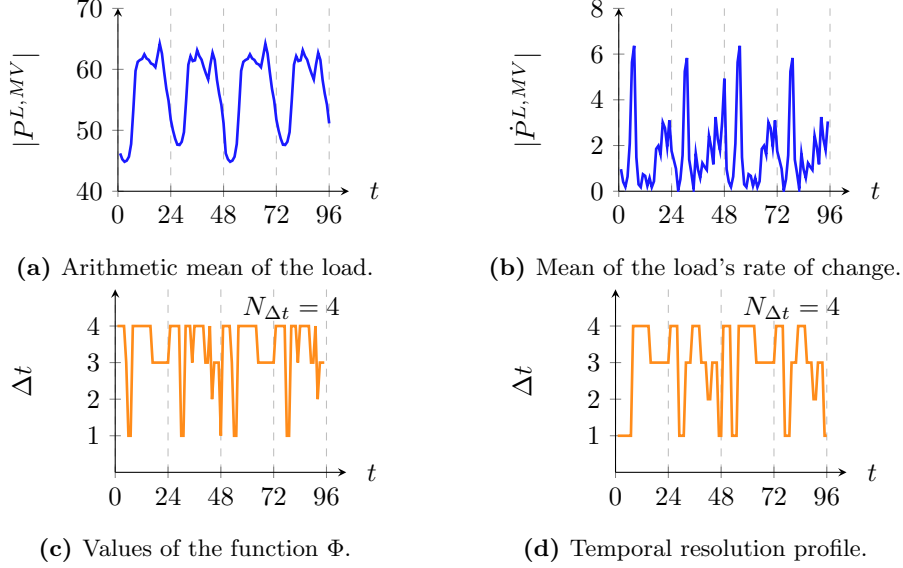 70
60
50
40
|P^{L,MV}|
0 24 48 72 96
t
(a) Arithmetic mean of the load.
8
6
4
2
0
|Ṗ^{L,MV}|
0 24 48 72 96
t
(b) Mean of the load's rate of change.
N_{Δt} = 4
4
3
2
1
Δt
0 24 48 72 96
t
(c) Values of the function Φ.
N_{Δt} = 4
4
3
2
1
Δt
0 24 48 72 96
t
(d) Temporal resolution profile.